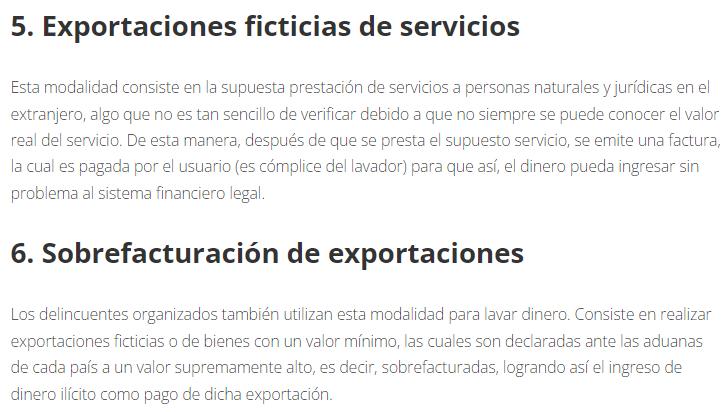 5. Exportaciones ficticias de servicios
Esta modalidad consiste en la supuesta prestación de servicios a personas naturales y jurídicas en el
extranjero, algo que no es tan sencillo de verificar debido a que no siempre se puede conocer el valor
real del servicio. De esta manera, después de que se presta el supuesto servicio, se emite una factura,
la cual es pagada por el usuario (es cómplice del lavador) para que así, el dinero pueda ingresar sin
problema al sistema financiero legal.
6. Sobrefacturación de exportaciones
Los delincuentes organizados también utilizan esta modalidad para lavar dinero. Consiste en realizar
exportaciones ficticias o de bienes con un valor mínimo, las cuales son declaradas ante las aduanas
de cada país a un valor supremamente alto, es decir, sobrefacturadas, logrando así el ingreso de
dinero ilícito como pago de dicha exportación.